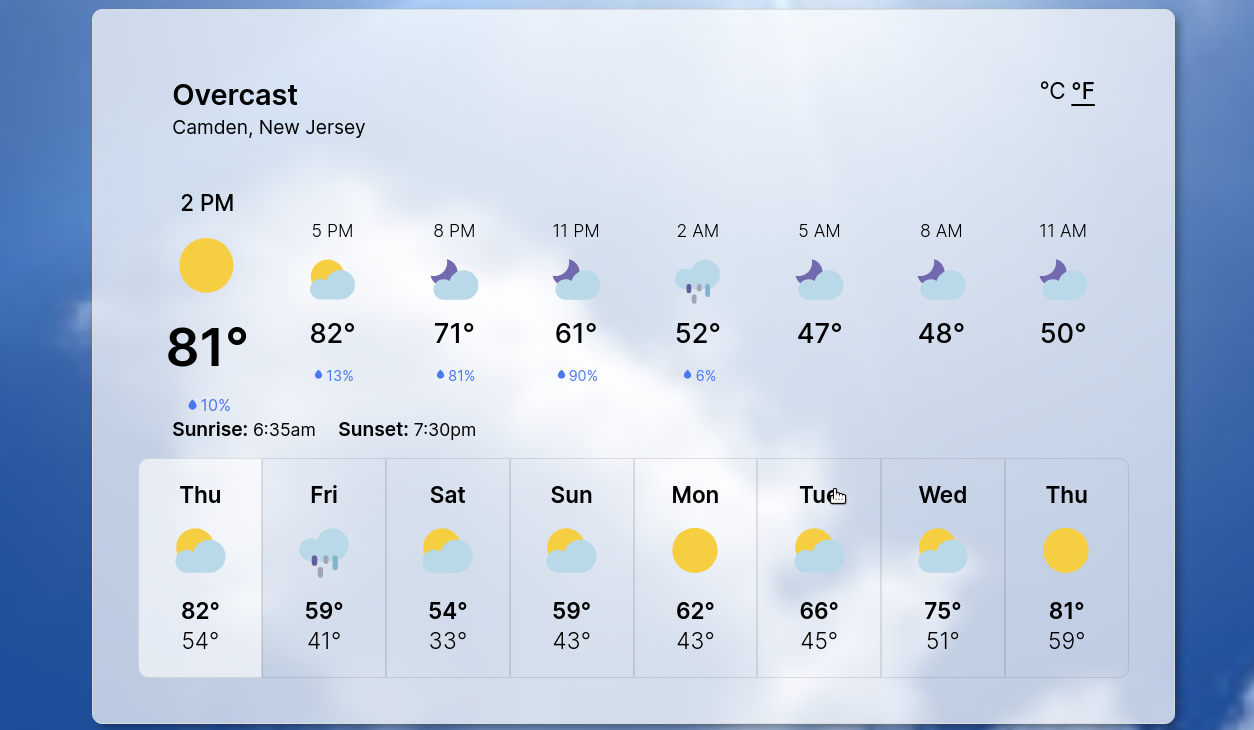 Overcast
°C °F
Camden, New Jersey
2 PM
5 PM 8 PM 11 PM 2 AM 5 AM 8 AM 11 AM
81° 82° 71° 61° 52° 47° 48° 50°
13% 81% 90% 6%
10%
Sunrise: 6:35am Sunset: 7:30pm
Thu Fri Sat Sun Mon Tue Wed Thu
82° 59° 54° 59° 62° 66° 75° 81°
54° 41° 33° 43° 43° 45° 51° 59°